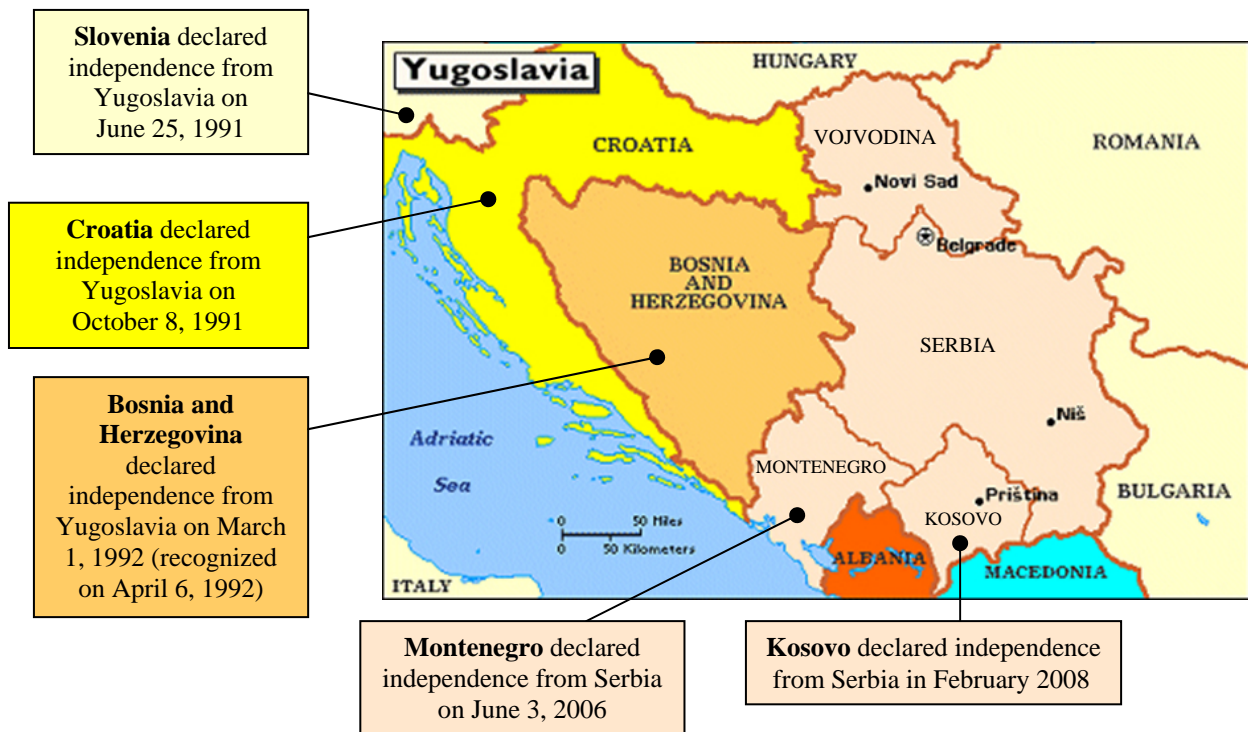 Slovenia declared
independence from
Yugoslavia on
June 25, 1991
Croatia declared
independence from
Yugoslavia on
October 8, 1991
Bosnia and
Herzegovina
declared
independence from
Yugoslavia on March
1, 1992 (recognized
on April 6, 1992)
Yugoslavia
HUNGARY
VOJVODINA
CROATIA
ROMANIA
Novi Sad
Belgrade
BOSNIA
AND
HERZEGOVINA
SERBIA
Niš
Adriatic
Sea
MONTENEGRO
Priština
BULGARIA
KOSOVO
0 50 Miles
0 50 Kilometers
ALBANIA
MACEDONIA
ITALY
Montenegro declared
independence from Serbia
on June 3, 2006
Kosovo declared independence
from Serbia in February 2008